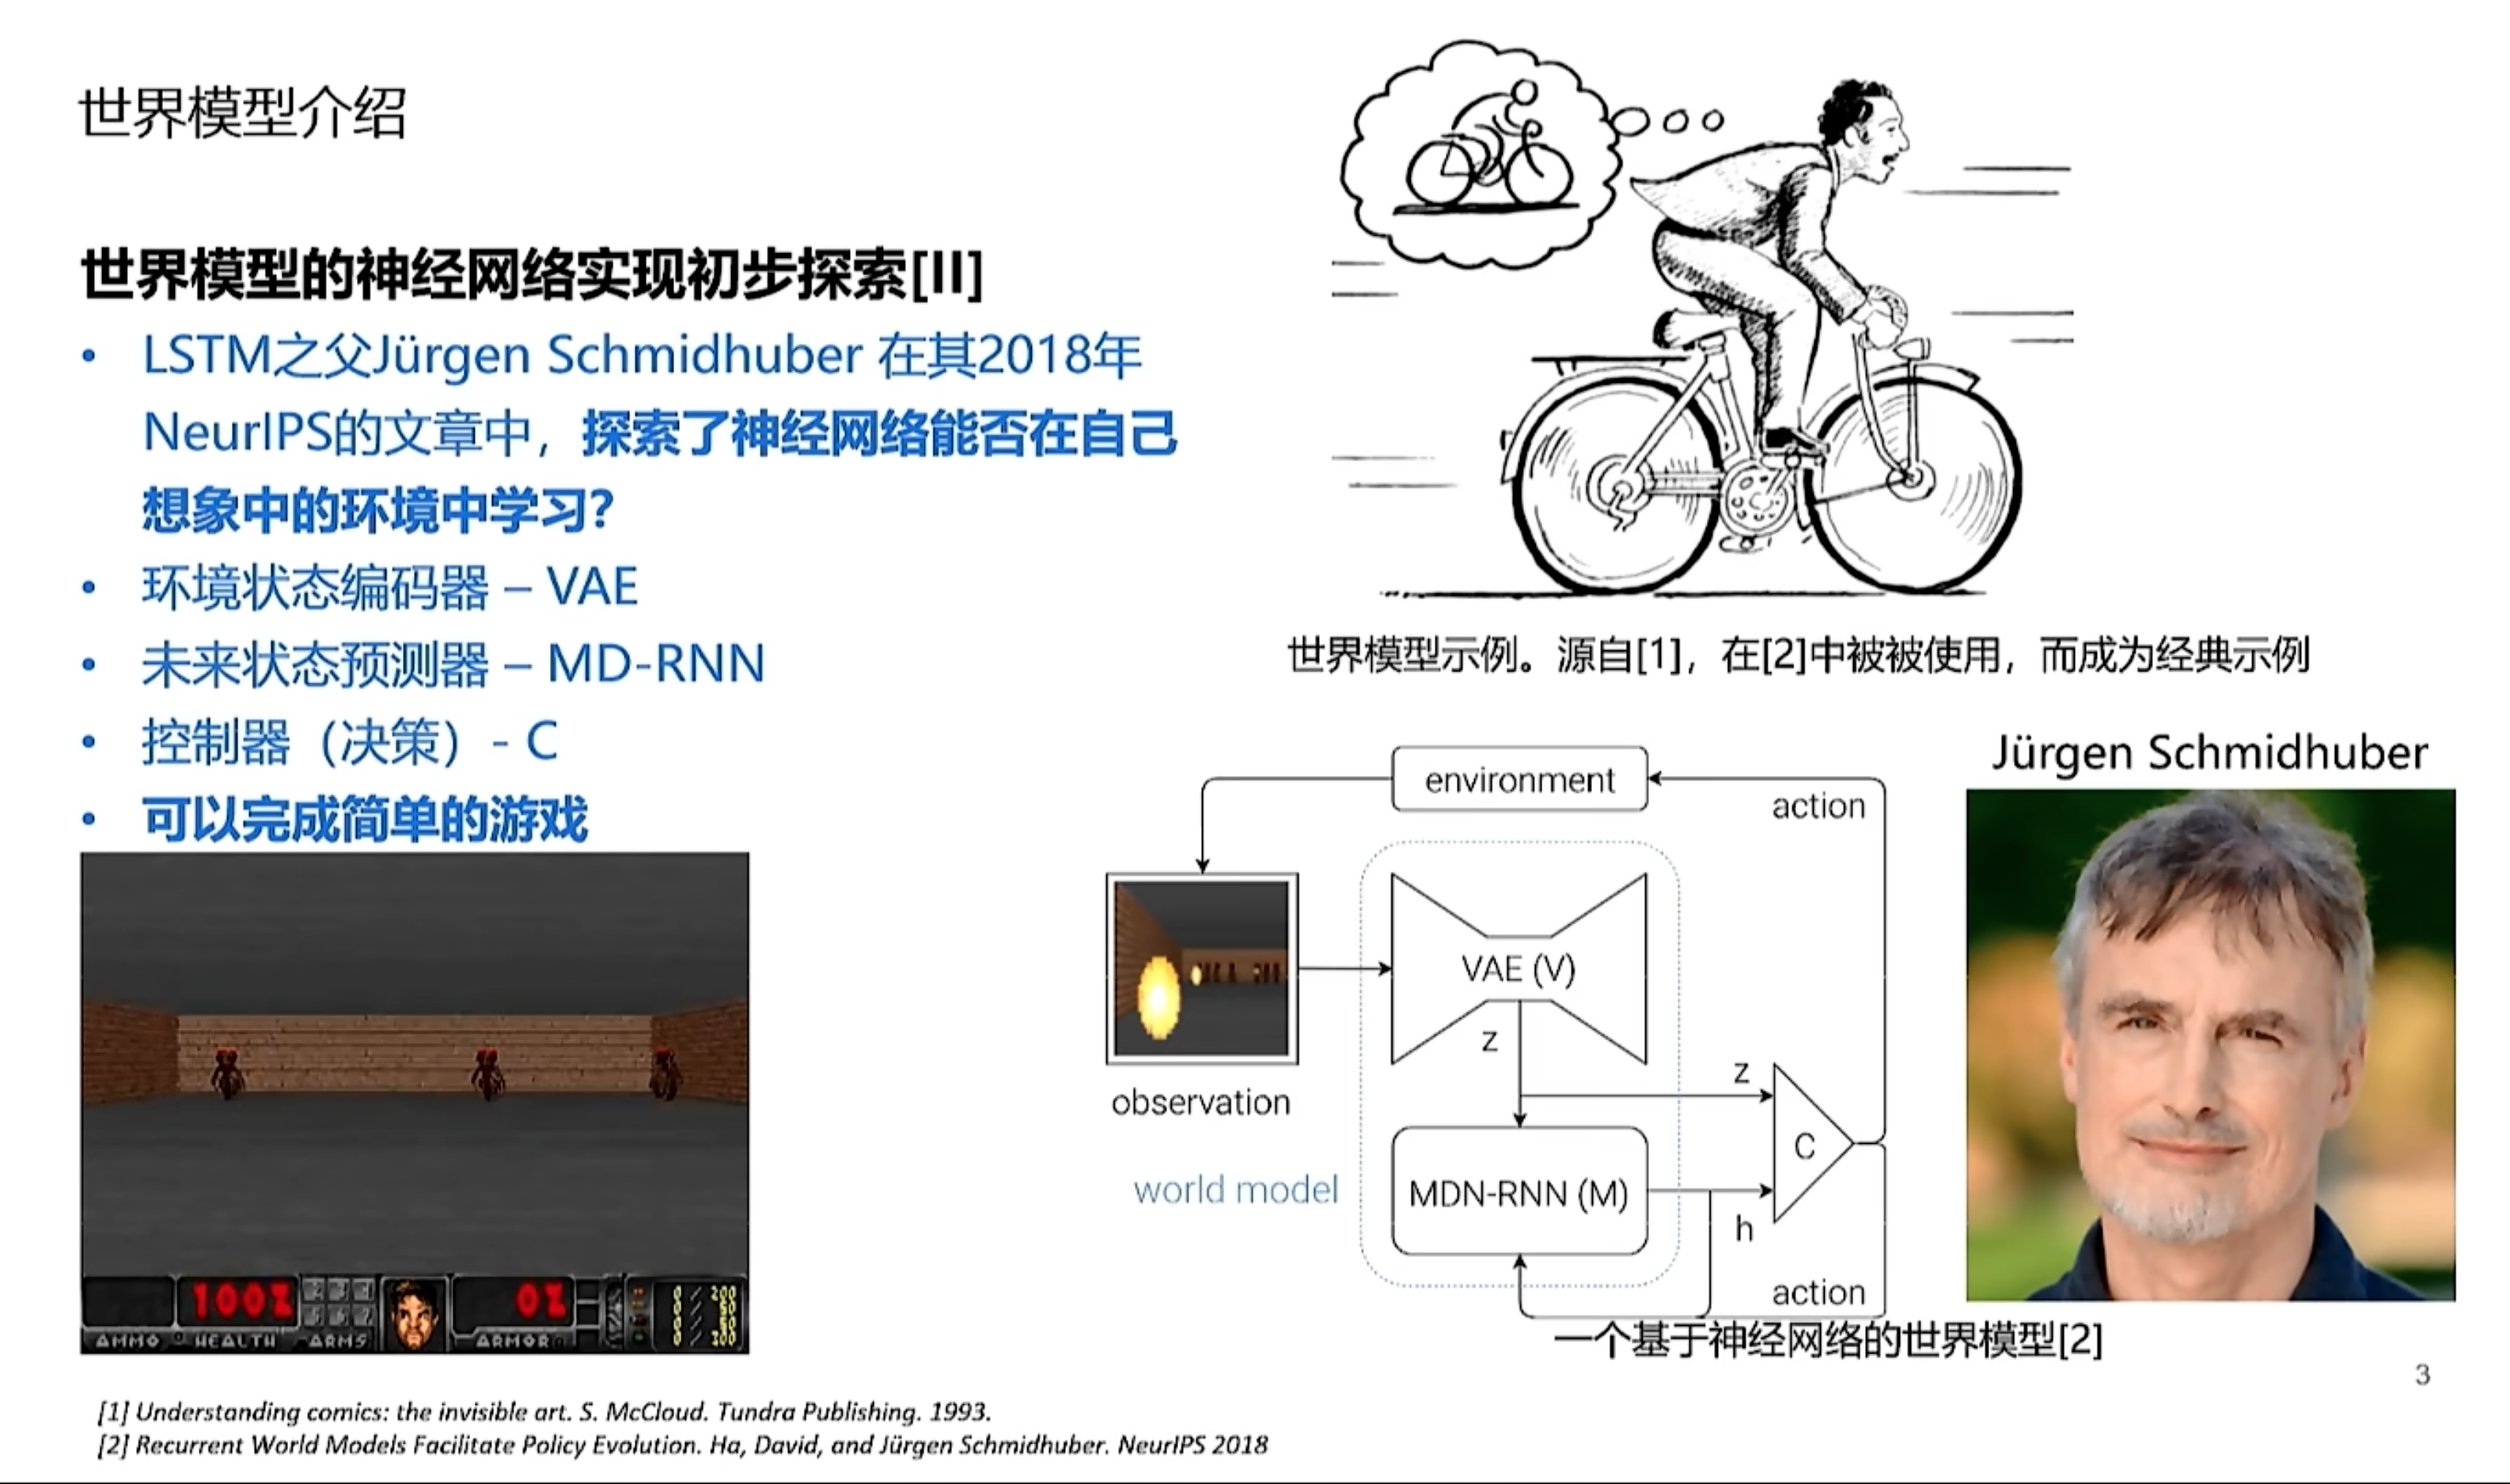 世界模型介绍
世界模型的神经网络实现初步探索[II]
• LSTM之父Jürgen Schmidhuber 在其2018年
NeurIPS的文章中，探索了神经网络能否在自己
想象中的环境中学习？
• 环境状态编码器 – VAE
• 未来状态预测器 – MD-RNN
• 控制器（决策）- C
• 可以完成简单的游戏
100%
0%
AMMO
HEALTH
ARMS
ARMOR
世界模型示例。源自[1]，在[2]中被被使用，而成为经典示例
environment
action
observation
VAE (V)
z
z
C
world model
MDN-RNN (M)
h
action
一个基于神经网络的世界模型[2]
Jürgen Schmidhuber
3
[1] Understanding comics: the invisible art. S. McCloud. Tundra Publishing. 1993.
[2] Recurrent World Models Facilitate Policy Evolution. Ha, David, and Jürgen Schmidhuber. NeurIPS 2018